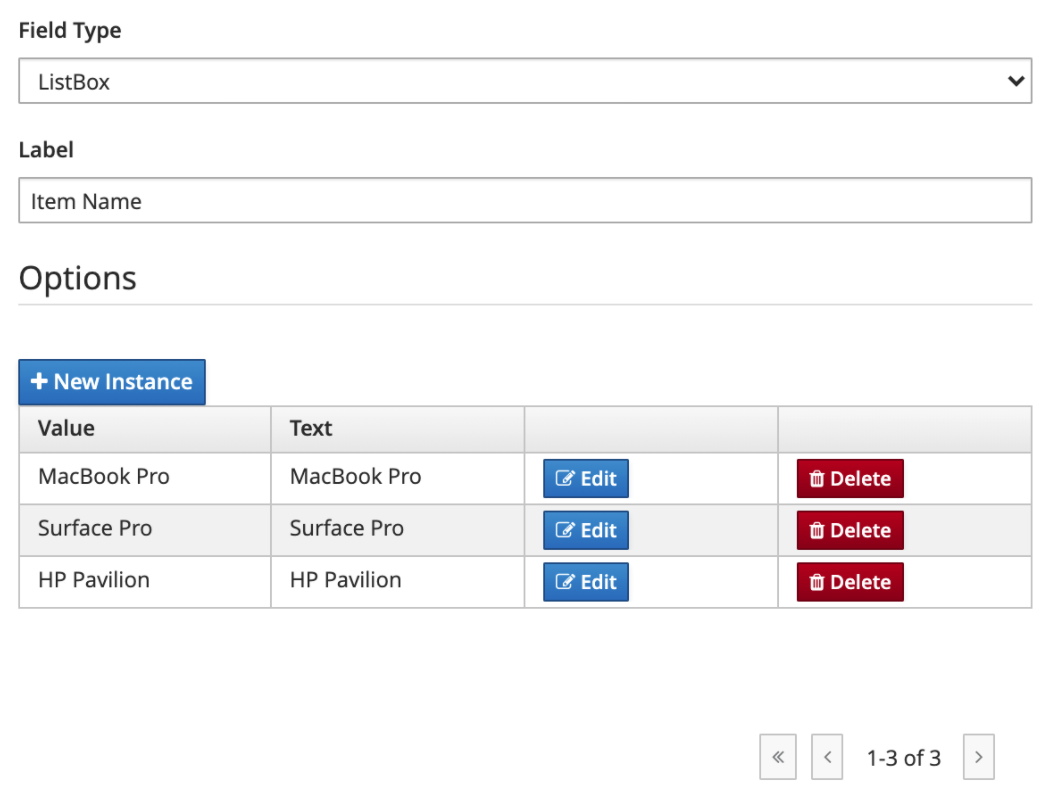 Field Type
ListBox
Label
Item Name
Options
+ New Instance
Value Text
MacBook Pro MacBook Pro Edit Delete
Surface Pro Surface Pro Edit Delete
HP Pavilion HP Pavilion Edit Delete
« < 1-3 of 3 >